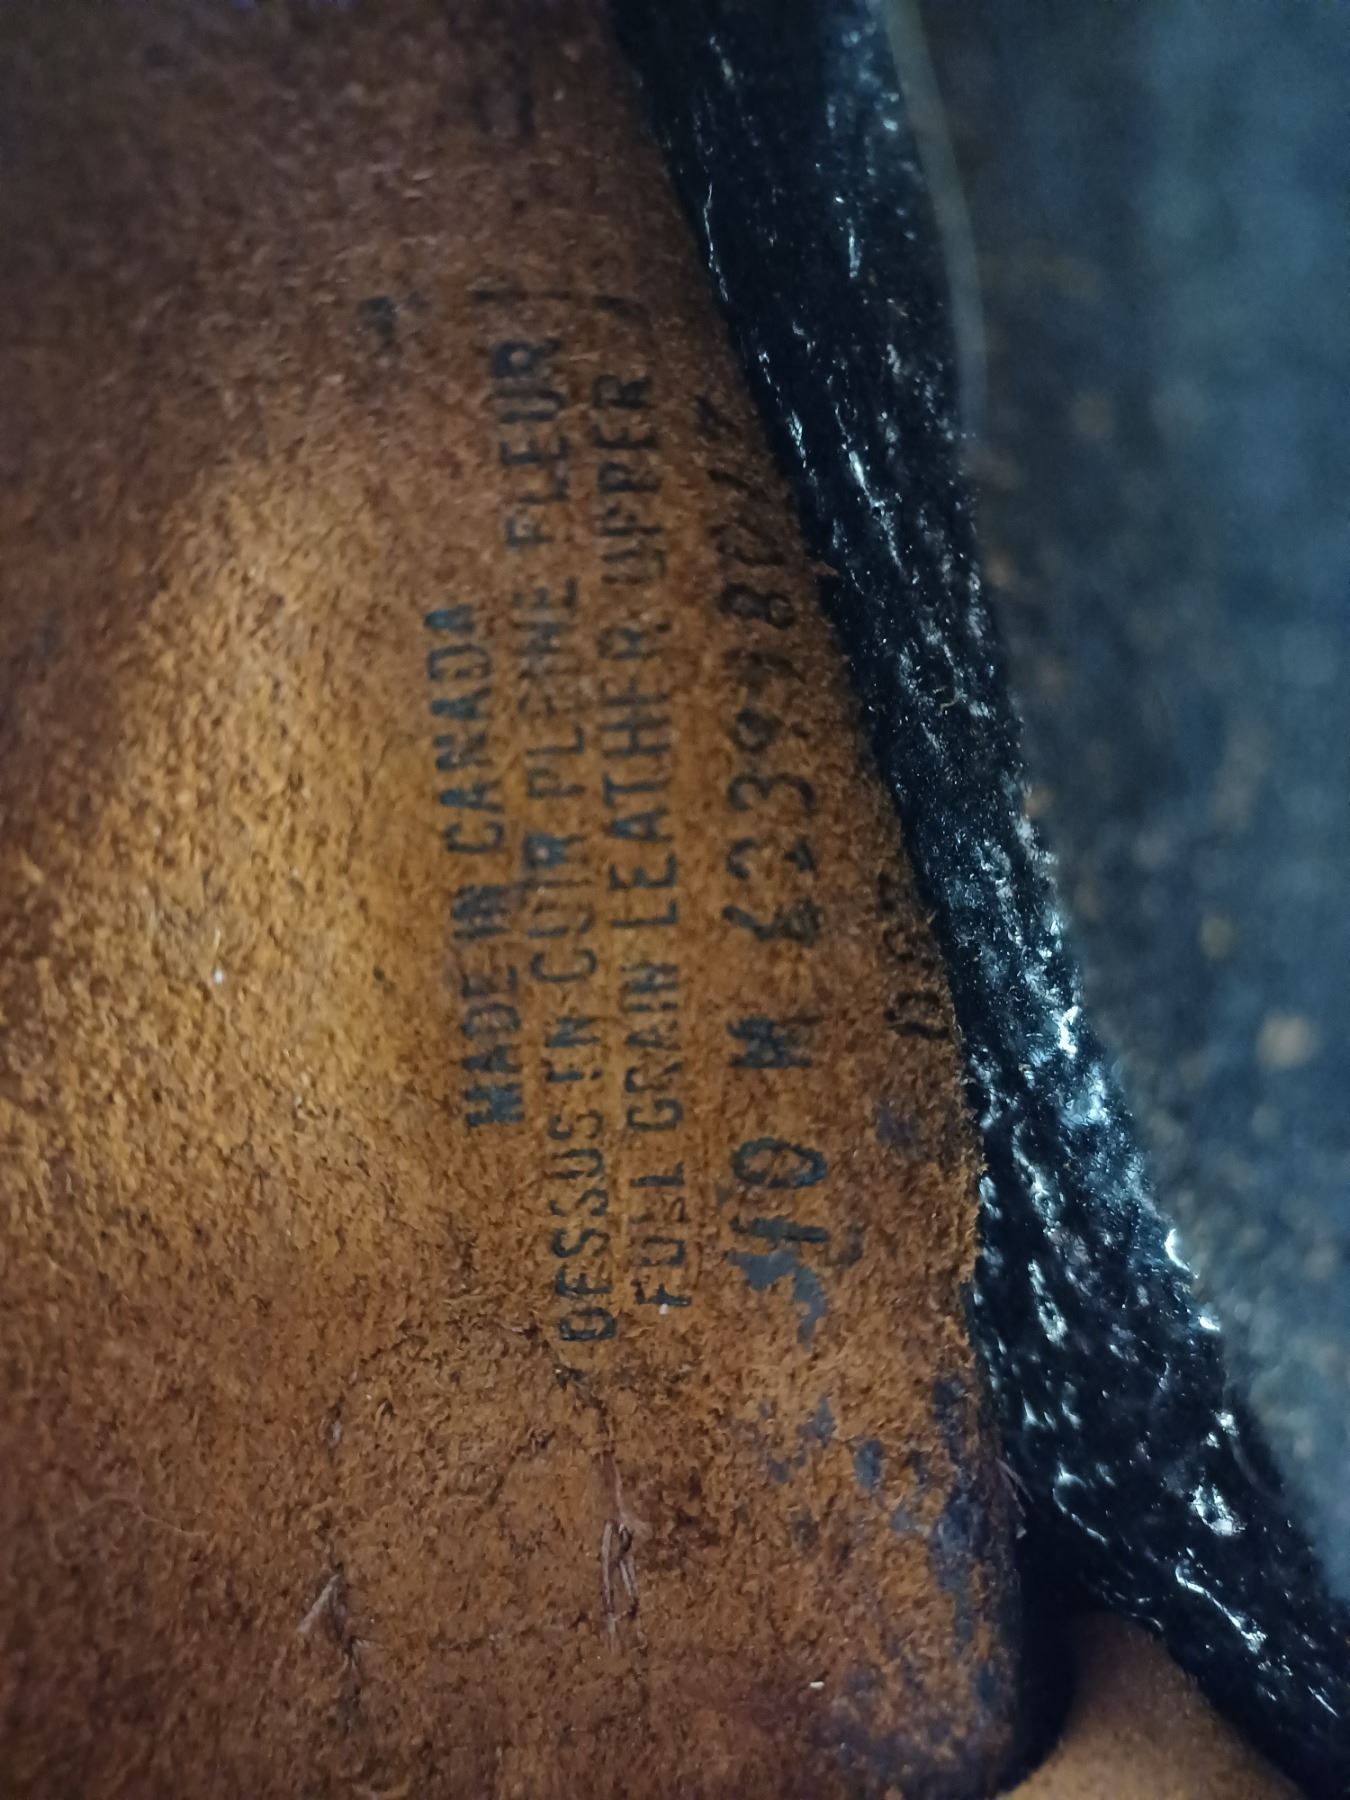 MADE IN CANADA
DESSUS EN CUIR PLEINE FLEUR
FULL GRAIN LEATHER UPPER
10 M